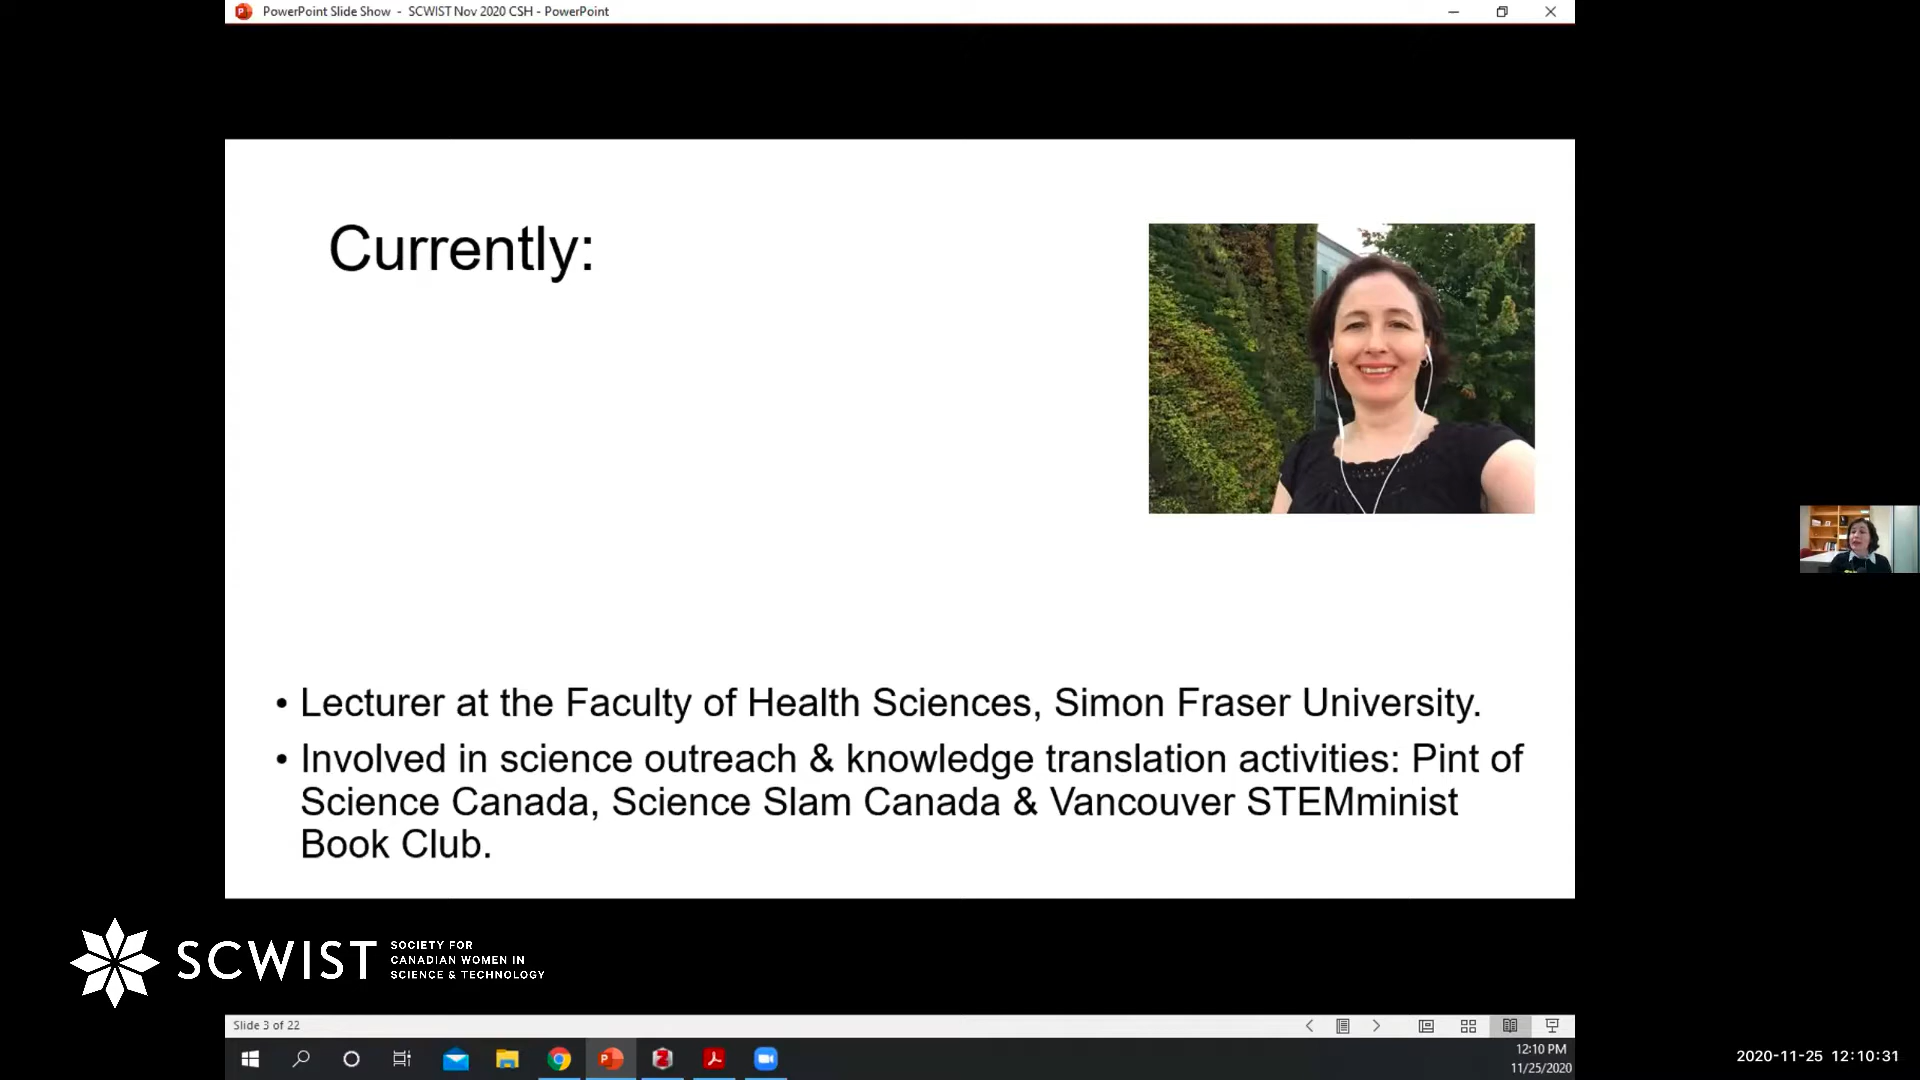 PowerPoint Slide Show - SCWIST Nov 2020 CSH - PowerPoint
Currently:
• Lecturer at the Faculty of Health Sciences, Simon Fraser University.
• Involved in science outreach & knowledge translation activities: Pint of
Science Canada, Science Slam Canada & Vancouver STEMminist
Book Club.
SCWIST
SOCIETY FOR
CANADIAN WOMEN IN
SCIENCE & TECHNOLOGY
Slide 3 of 22
12:10 PM
11/25/2020
2020-11-25 12:10:31